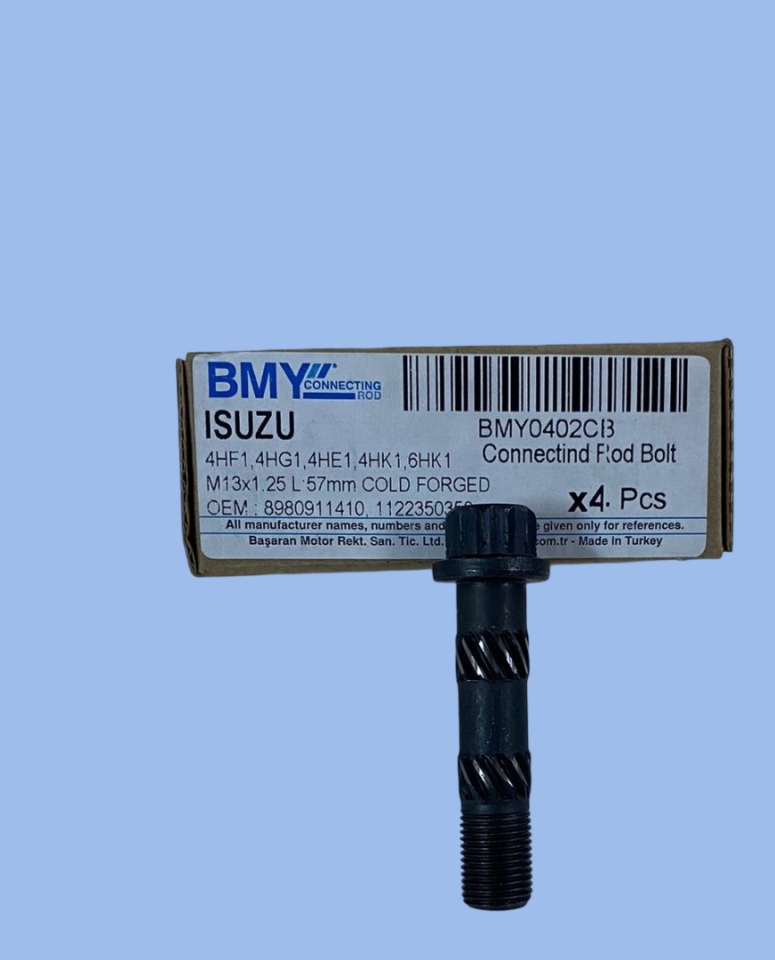 BMY CONNECTING ROD
ISUZU
BMY0402CB
4HF1,4HG1,4HE1,4HK1,6HK1
Connectind Rod Bolt
M13x1.25 L:57mm COLD FORGED
OEM : 8980911410,
x4 Pcs
All manufacturer names, numbers and
given only for references.
Başaran Motor Rekt. San. Tic. Ltd.
com.tr - Made In Turkey